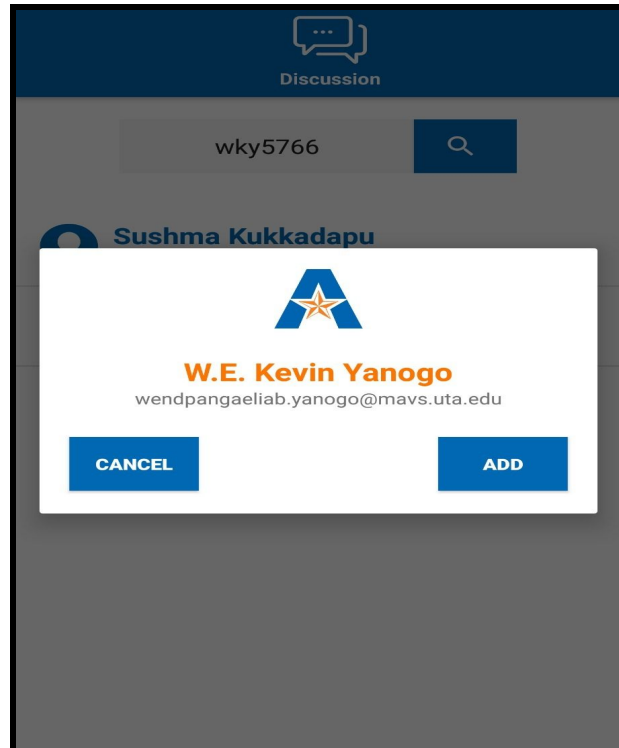 Discussion
wky5766
Sushma Kukkadapu
W.E. Kevin Yanogo
wendpangaeliab.yanogo@mavs.uta.edu
CANCEL
ADD